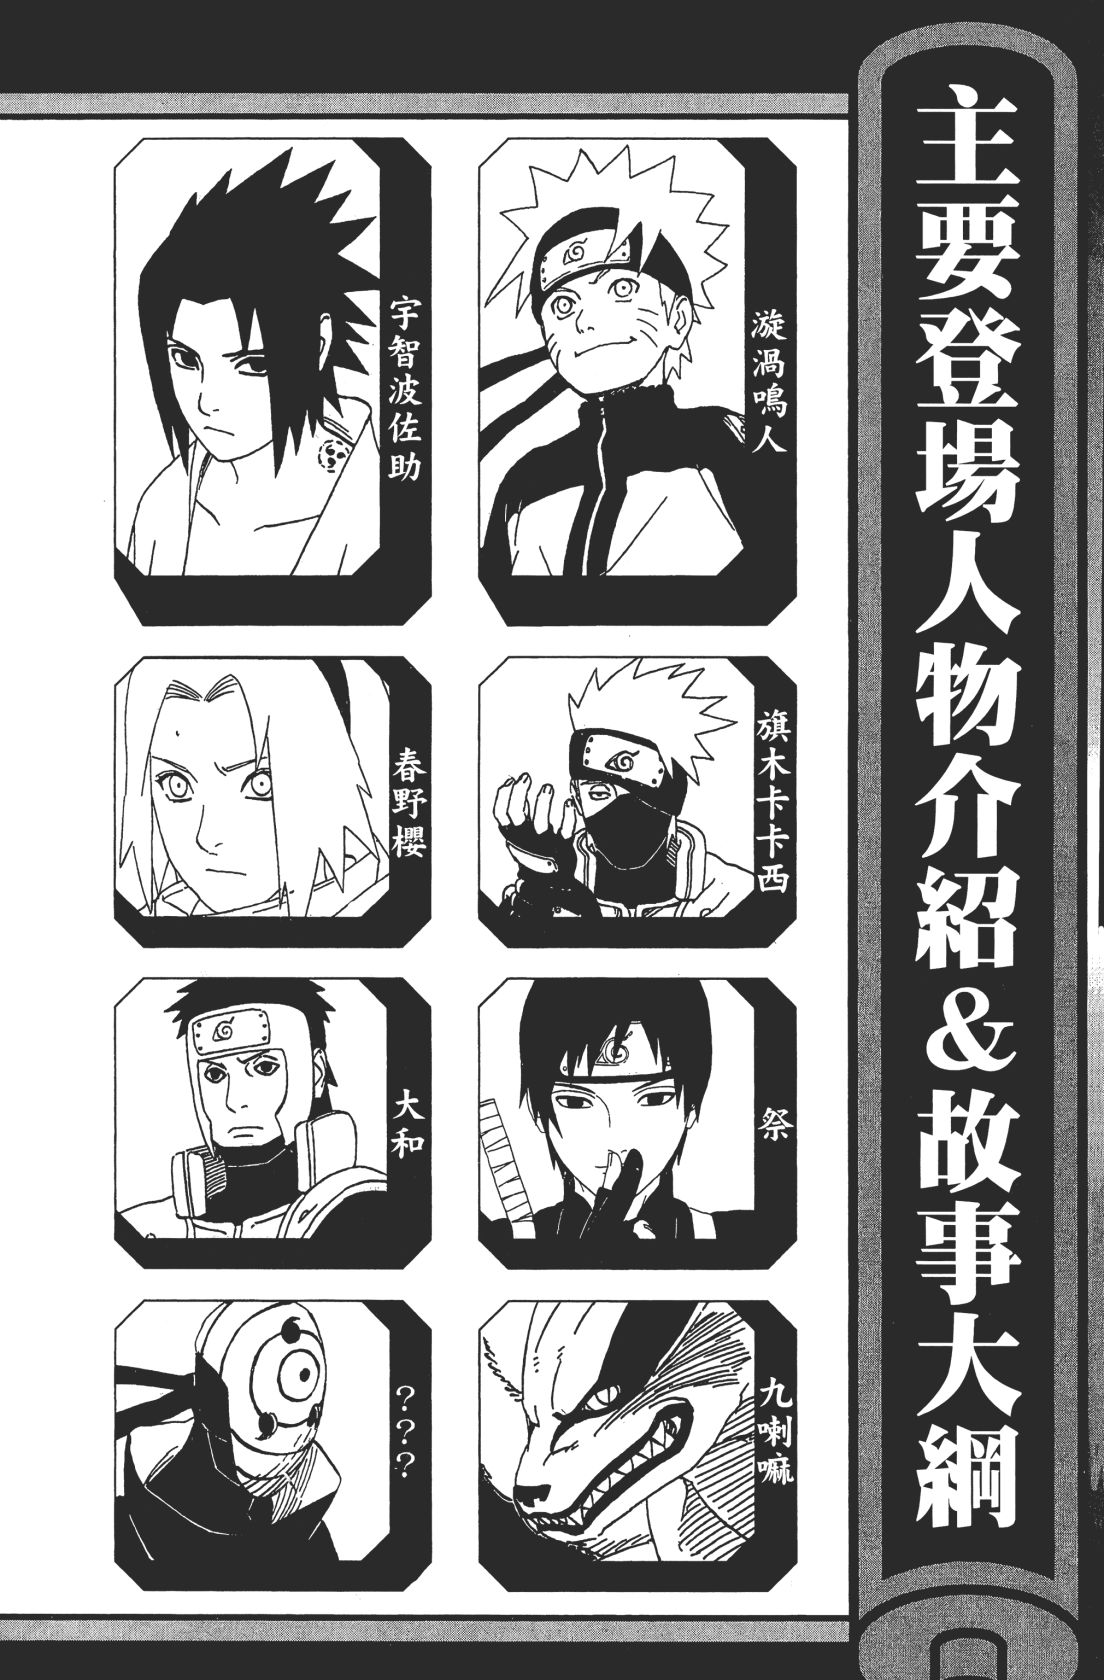 主要登場人物介紹&故事大綱
漩渦鳴人
宇智波佐助
旗木卡卡西
春野櫻
祭
大和
九喇嘛
？？？